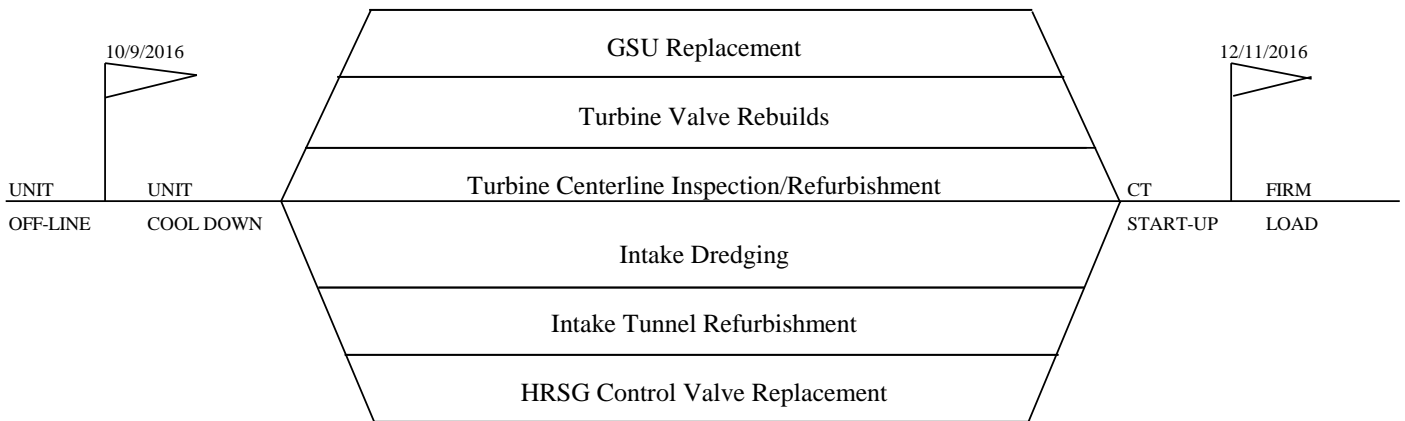 GSU Replacement
10/9/2016
12/11/2016
Turbine Valve Rebuilds
UNIT
UNIT
Turbine Centerline Inspection/Refurbishment
CT
FIRM
OFF-LINE
COOL DOWN
START-UP
LOAD
Intake Dredging
Intake Tunnel Refurbishment
HRSG Control Valve Replacement